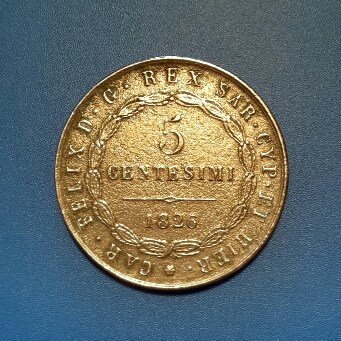 CAR · FELIX D · G · REX SAR · CYP · ET HIER ·
5
CENTESIMI
1826